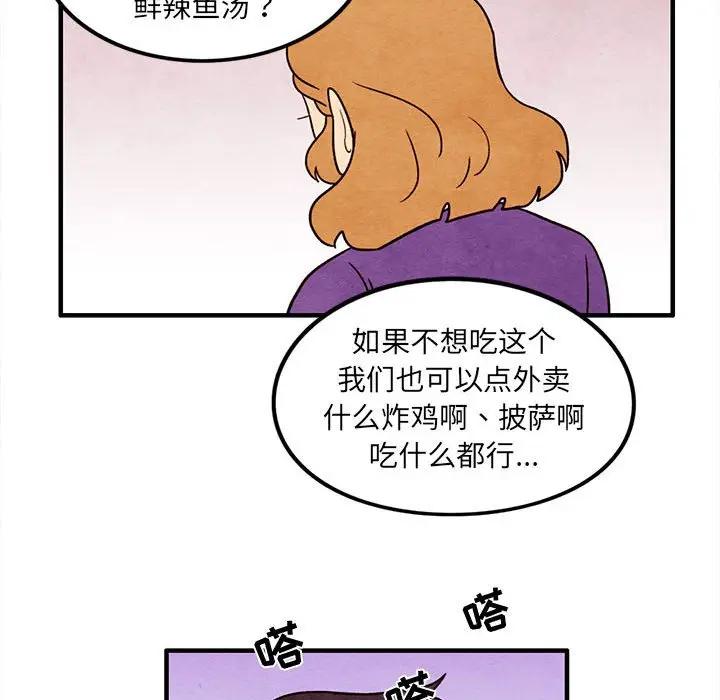 鲜辣鱼汤？
如果不想吃这个
我们也可以点外卖
什么炸鸡啊、披萨啊
吃什么都行...
嗒
嗒
嗒